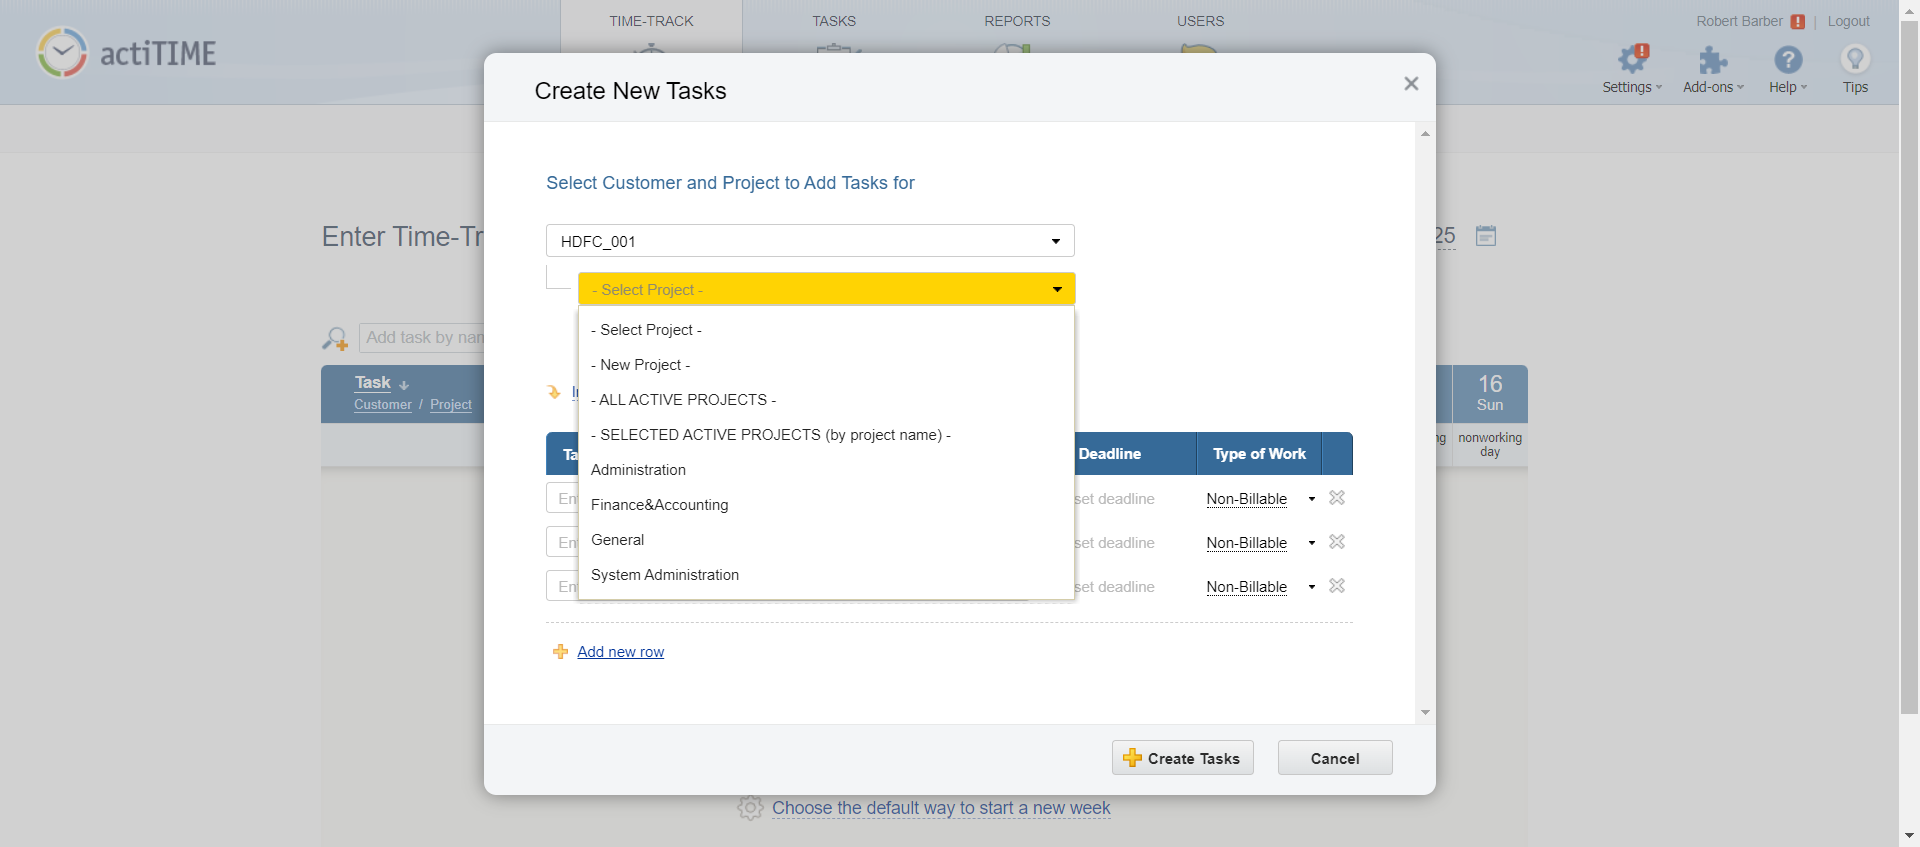 TIME-TRACK
TASKS
REPORTS
USERS
Robert Barber ! | Logout
actiTIME
Settings
Add-ons
Help
Tips
Create New Tasks
Select Customer and Project to Add Tasks for
Enter Time-Tr
25
HDFC_001
- Select Project -
- Select Project -
Add task by nam
- New Project -
Task
Customer / Project
- ALL ACTIVE PROJECTS -
16
Sun
- SELECTED ACTIVE PROJECTS (by project name) -
ng
nonworking
day
Ta
Deadline
Type of Work
Administration
En
set deadline
Non-Billable
Finance&Accounting
En
set deadline
Non-Billable
General
System Administration
En
set deadline
Non-Billable
Add new row
Create Tasks
Cancel
Choose the default way to start a new week